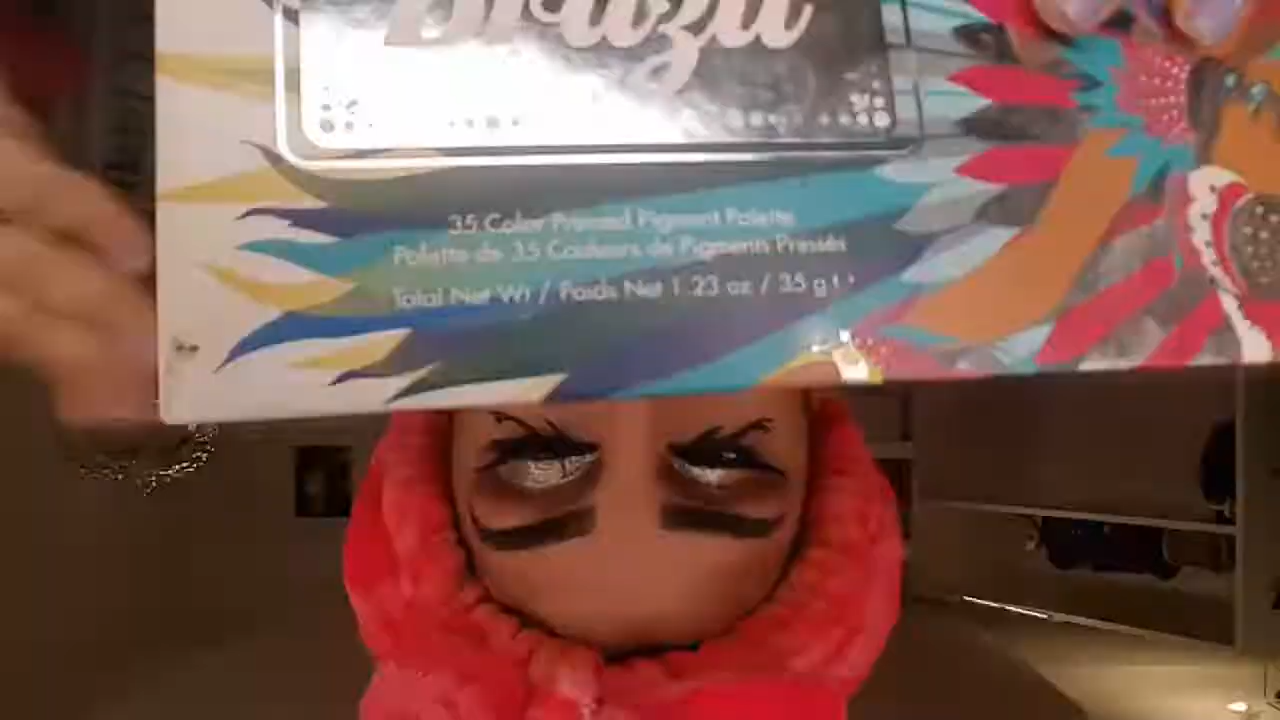 Brazil
35 Color Pressed Pigment Palette
Palette de 35 Couleurs de Pigments Pressés
Total Net Wt / Poids Net 1.23 oz / 35 g e